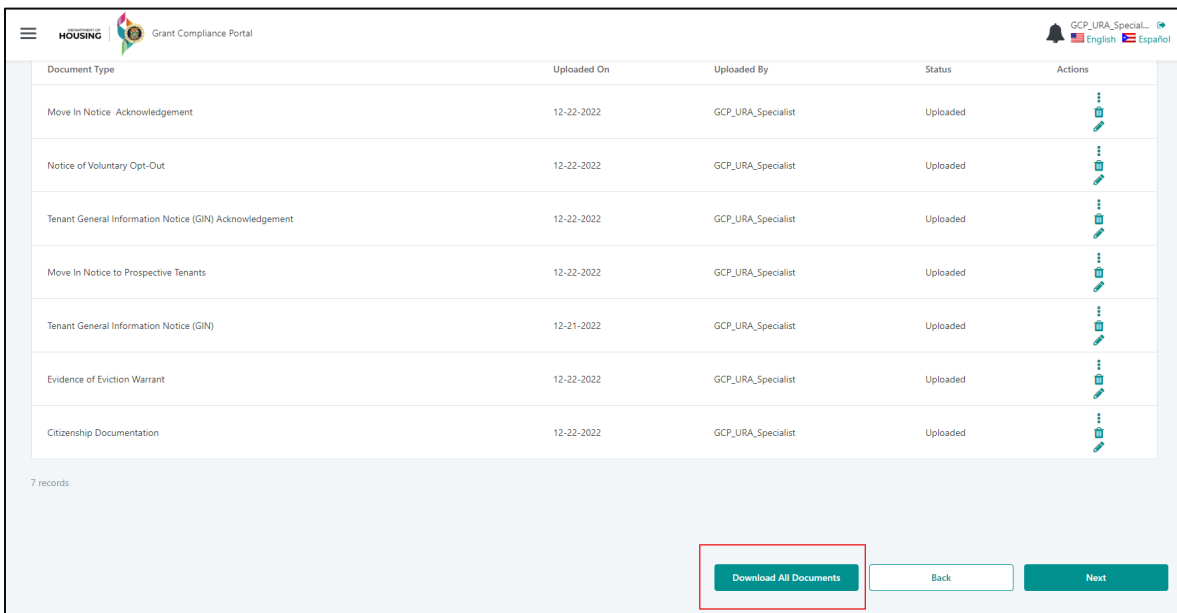 DEPARTMENT OF
HOUSING
Grant Compliance Portal
GCP_URA_Special...
English Español
Document Type Uploaded On Uploaded By Status Actions
Move In Notice Acknowledgement 12-22-2022 GCP_URA_Specialist Uploaded
Notice of Voluntary Opt-Out 12-22-2022 GCP_URA_Specialist Uploaded
Tenant General Information Notice (GIN) Acknowledgement 12-22-2022 GCP_URA_Specialist Uploaded
Move In Notice to Prospective Tenants 12-22-2022 GCP_URA_Specialist Uploaded
Tenant General Information Notice (GIN) 12-21-2022 GCP_URA_Specialist Uploaded
Evidence of Eviction Warrant 12-22-2022 GCP_URA_Specialist Uploaded
Citizenship Documentation 12-22-2022 GCP_URA_Specialist Uploaded
7 records
Download All Documents Back Next